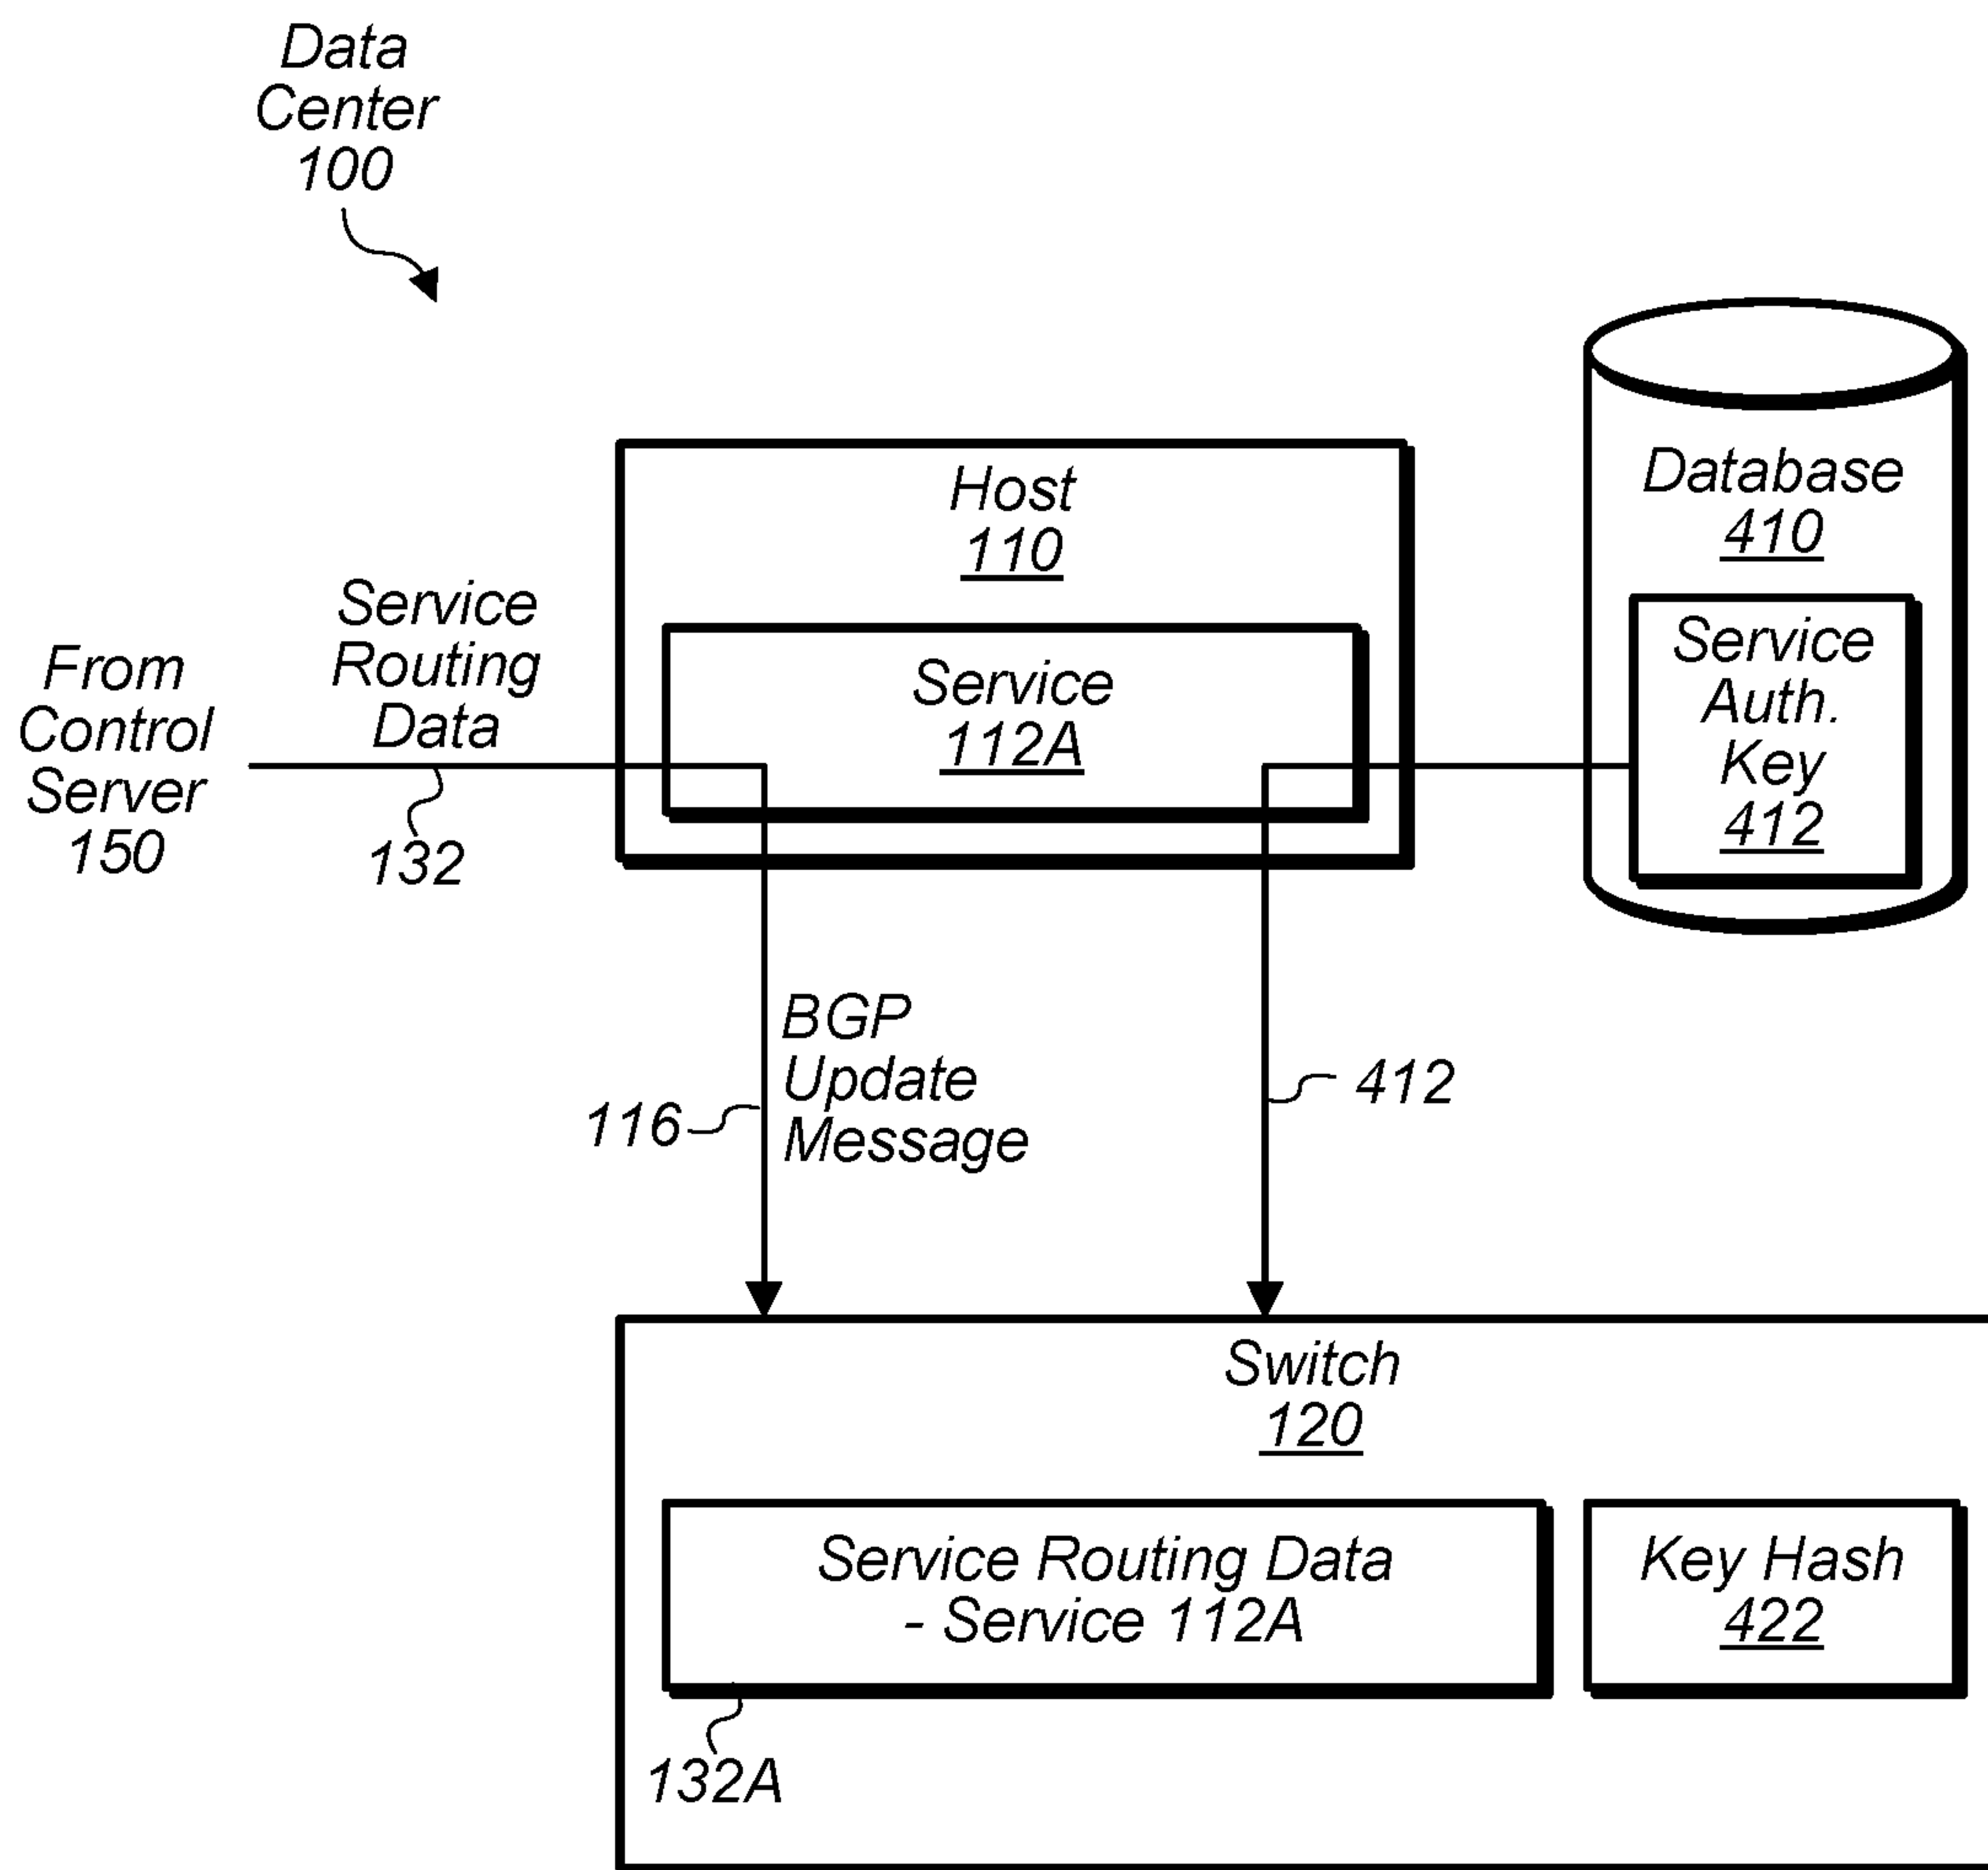 Data
Center
100
Host
110
Database
410
Service
Routing
Data
From
Control
Server
150
132
Service
112A
Service
Auth.
Key
412
BGP
Update
Message
116
412
Switch
120
Service Routing Data
- Service 112A
Key Hash
422
132A